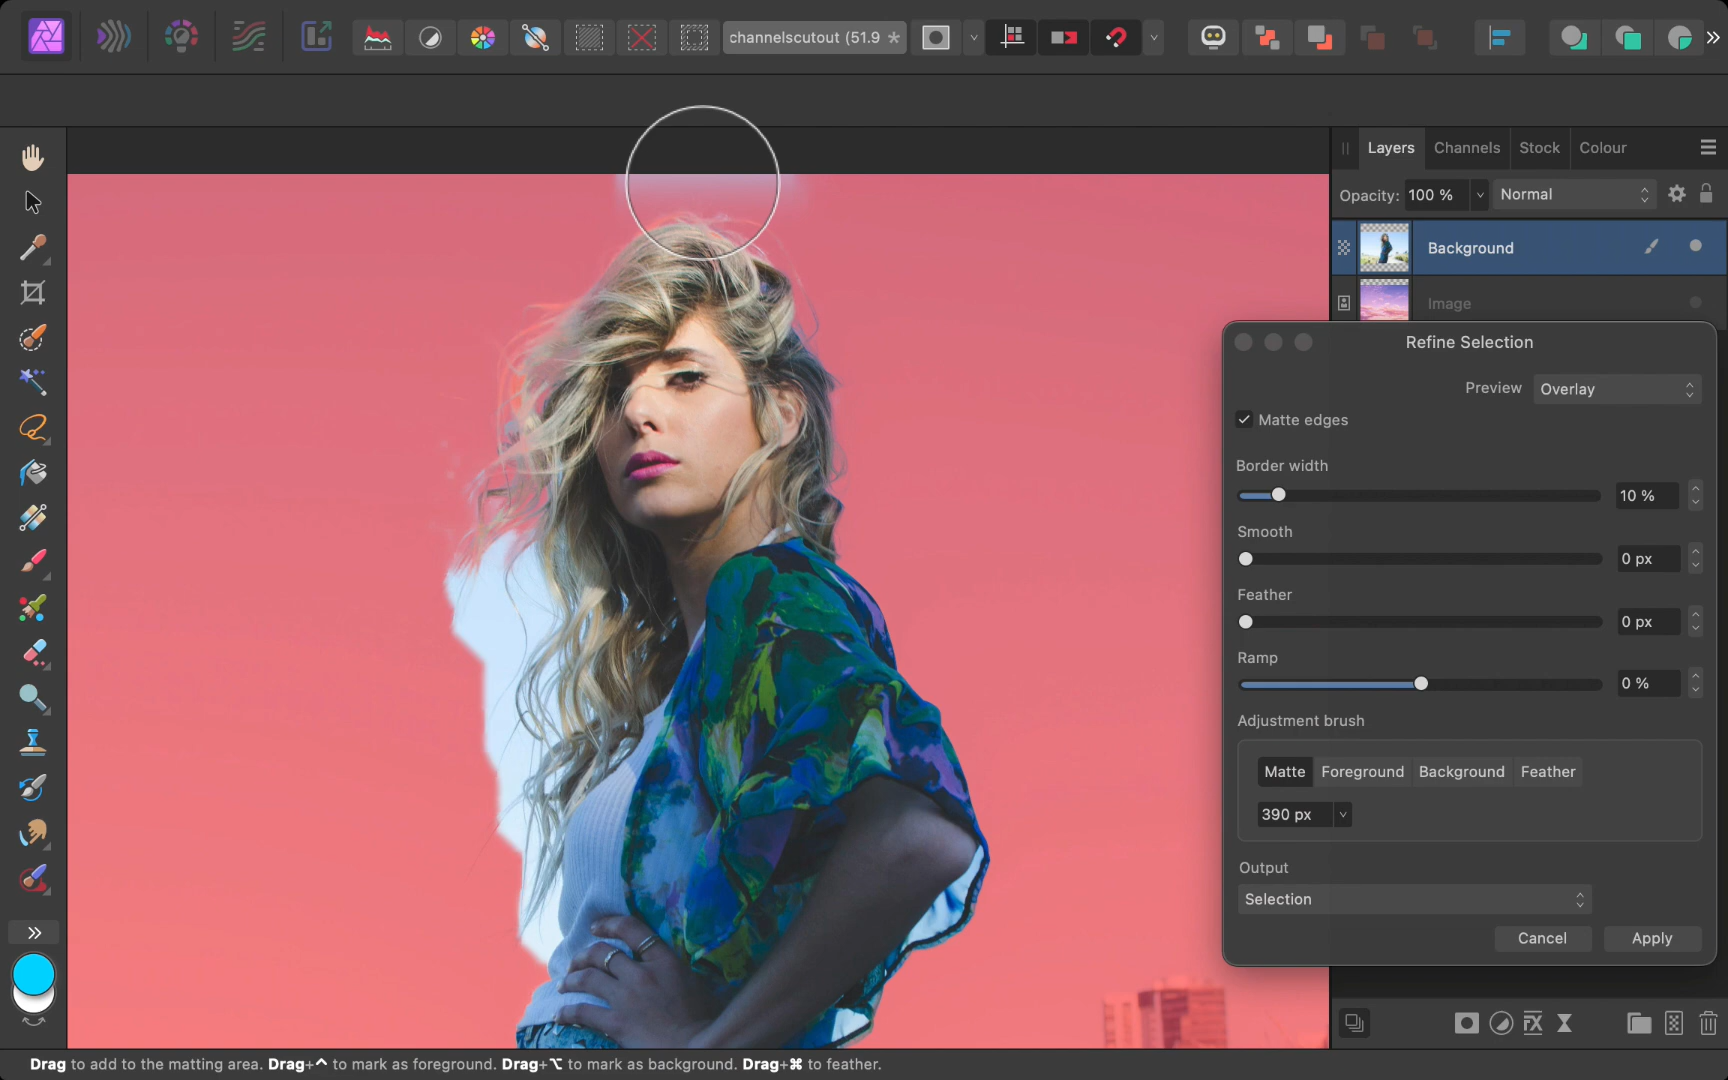 channelscutout (51.9 *
Layers
Channels
Stock
Colour
Opacity:
100 %
Normal
Background
Image
Refine Selection
Preview
Overlay
Matte edges
Border width
10 %
Smooth
0 px
Feather
0 px
Ramp
0 %
Adjustment brush
Matte
Foreground
Background
Feather
390 px
Output
Selection
Cancel
Apply
FX
Drag to add to the matting area. Drag+⌃ to mark as foreground. Drag+⌥ to mark as background. Drag+⌘ to feather.